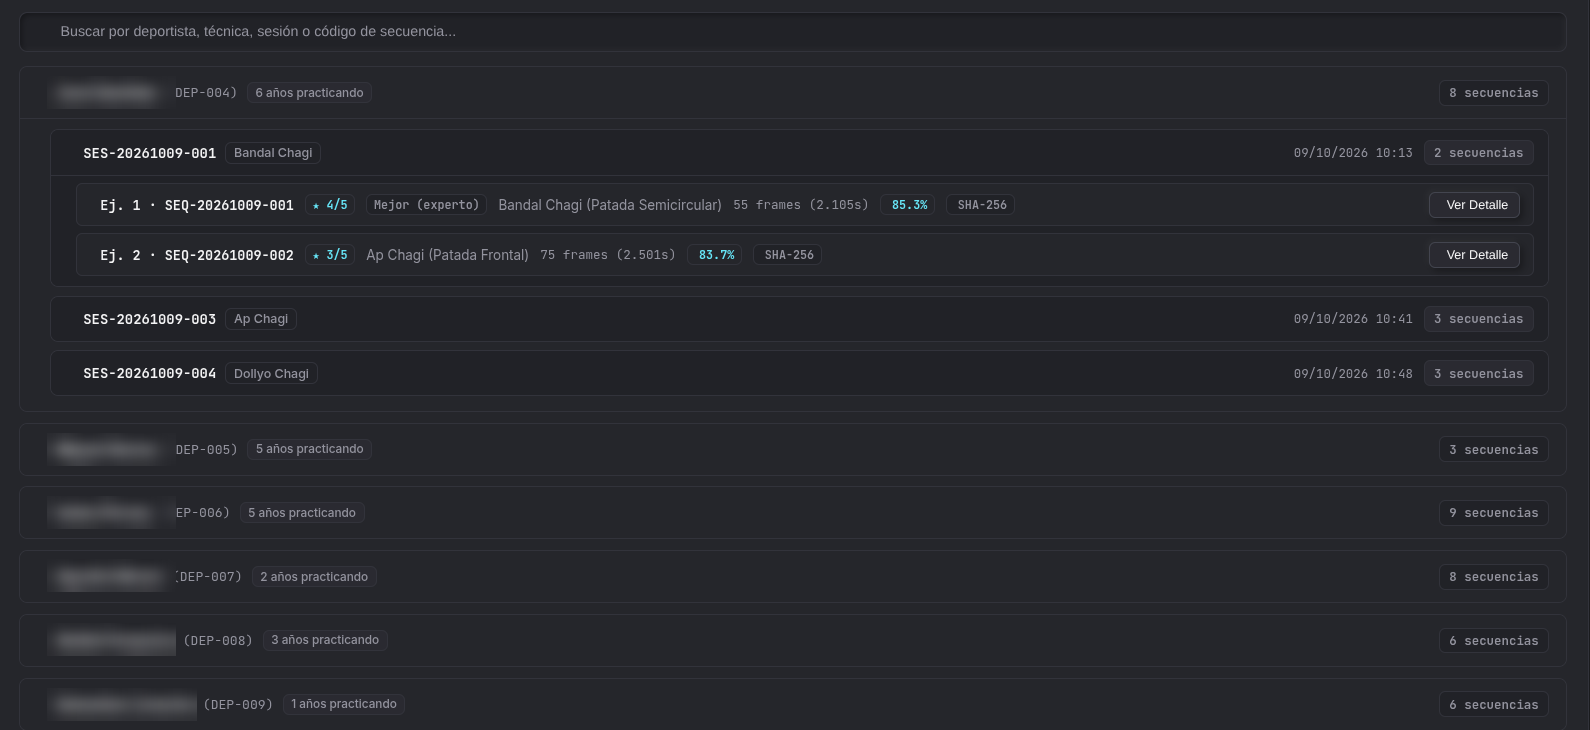 Buscar por deportista, técnica, sesión o código de secuencia...
DEP-004) 6 años practicando 8 secuencias
SES-20261009-001 Bandal Chagi 09/10/2026 10:13 2 secuencias
Ej. 1 · SEQ-20261009-001 ★ 4/5 Mejor (experto) Bandal Chagi (Patada Semicircular) 55 frames (2.105s) 85.3% SHA-256 Ver Detalle
Ej. 2 · SEQ-20261009-002 ★ 3/5 Ap Chagi (Patada Frontal) 75 frames (2.501s) 83.7% SHA-256 Ver Detalle
SES-20261009-003 Ap Chagi 09/10/2026 10:41 3 secuencias
SES-20261009-004 Dollyo Chagi 09/10/2026 10:48 3 secuencias
DEP-005) 5 años practicando 3 secuencias
EP-006) 5 años practicando 9 secuencias
(DEP-007) 2 años practicando 8 secuencias
(DEP-008) 3 años practicando 6 secuencias
(DEP-009) 1 años practicando 6 secuencias